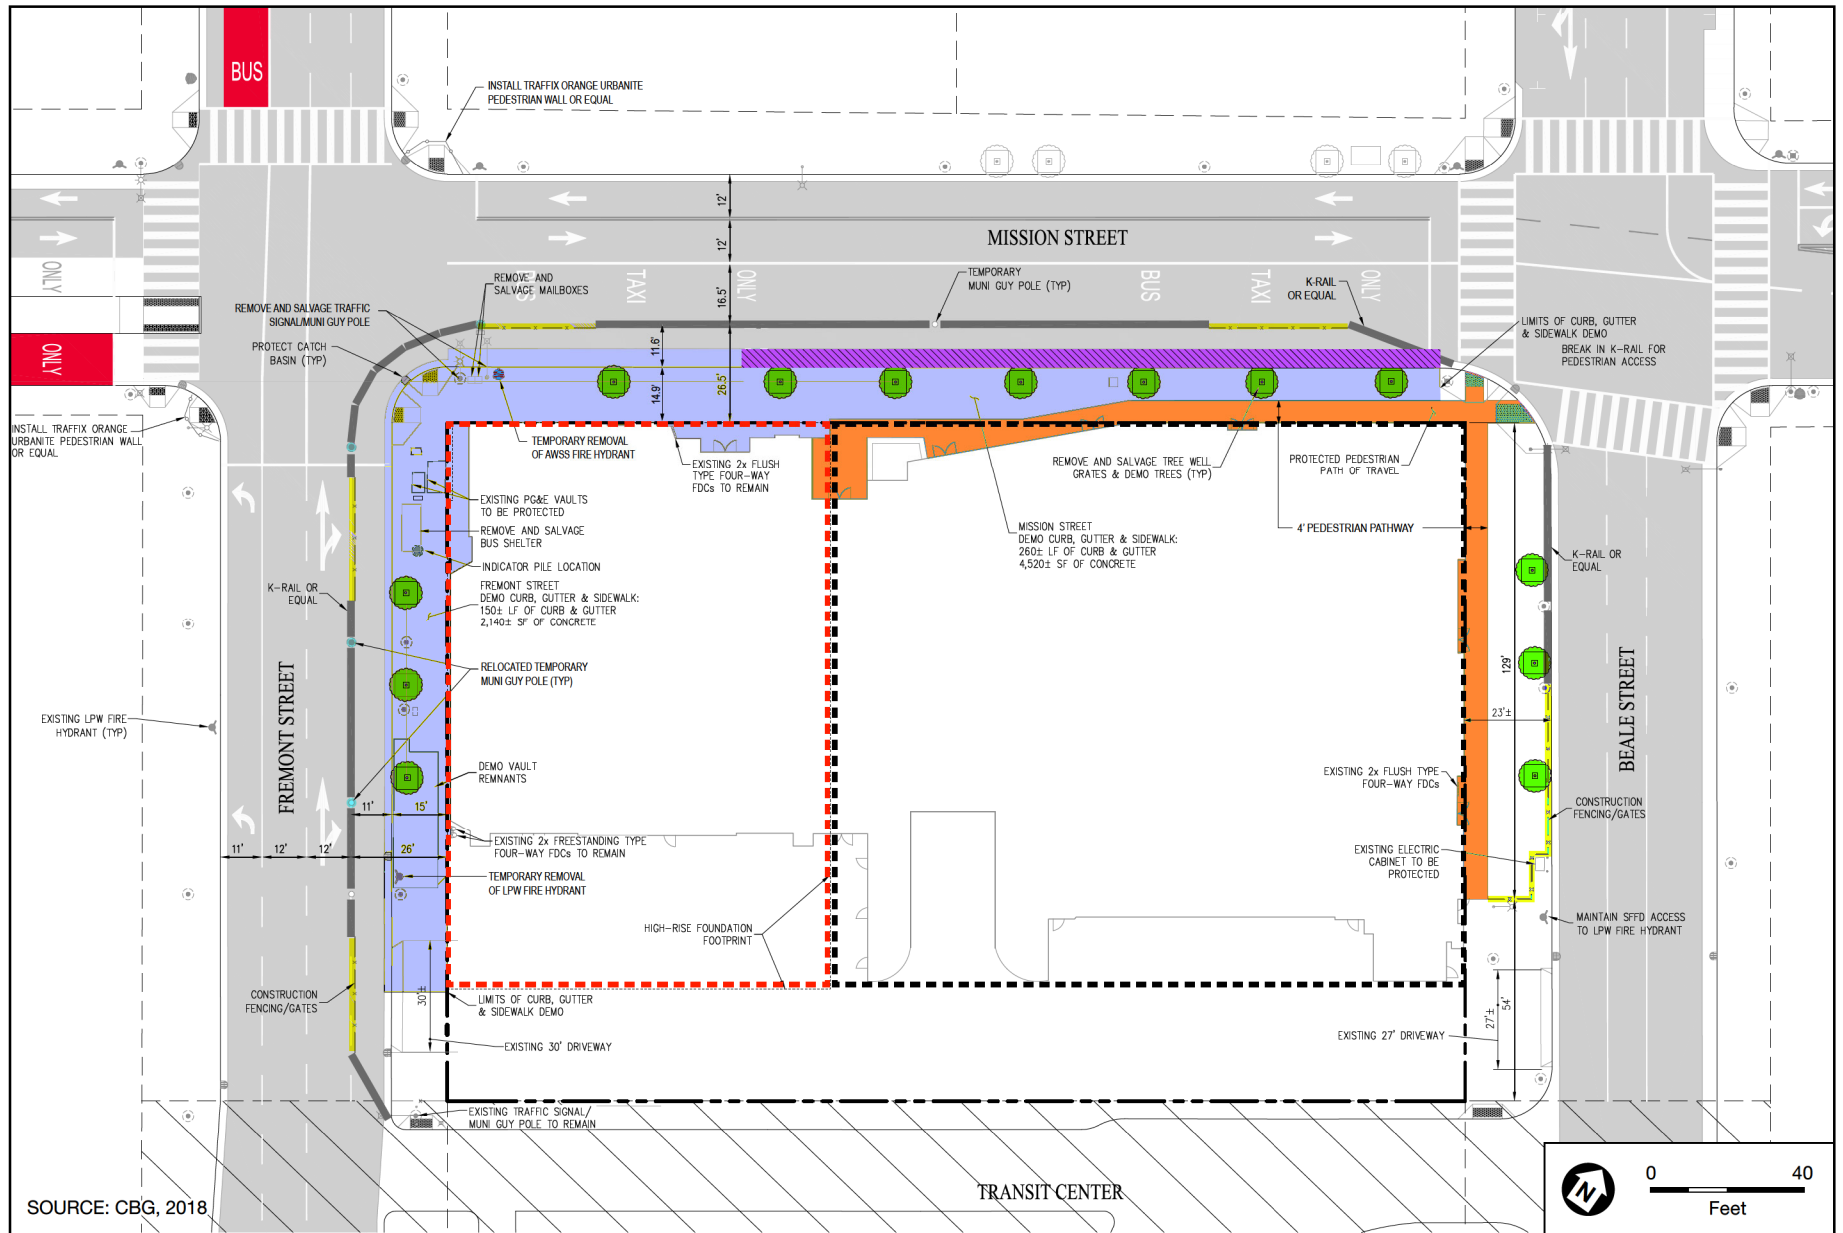 BUS
INSTALL TRAFFIX ORANGE URBANITE
PEDESTRIAN WALL OR EQUAL
12'
12'
MISSION STREET
ONLY
ONLY
REMOVE AND
SALVAGE MAILBOXES
BUS
TAXI
ONLY
16.5'
TEMPORARY
MUNI GUY POLE (TYP)
BUS
TAXI
ONLY
K-RAIL
OR EQUAL
REMOVE AND SALVAGE TRAFFIC
SIGNAL/MUNI GUY POLE
LIMITS OF CURB, GUTTER
& SIDEWALK DEMO
BREAK IN K-RAIL FOR
PEDESTRIAN ACCESS
PROTECT CATCH
BASIN (TYP)
11.6'
14.9'
26.5'
INSTALL TRAFFIX ORANGE
URBANITE PEDESTRIAN WALL
OR EQUAL
TEMPORARY REMOVAL
OF AWSS FIRE HYDRANT
EXISTING 2x FLUSH
TYPE FOUR-WAY
FDCs TO REMAIN
REMOVE AND SALVAGE TREE WELL
GRATES & DEMO TREES (TYP)
PROTECTED PEDESTRIAN
PATH OF TRAVEL
EXISTING PG&E VAULTS
TO BE PROTECTED
REMOVE AND SALVAGE
BUS SHELTER
INDICATOR PILE LOCATION
MISSION STREET
DEMO CURB, GUTTER & SIDEWALK:
260± LF OF CURB & GUTTER
4,520± SF OF CONCRETE
4' PEDESTRIAN PATHWAY
K-RAIL OR
EQUAL
K-RAIL OR
EQUAL
FREMONT STREET
DEMO CURB, GUTTER & SIDEWALK:
150± LF OF CURB & GUTTER
2,140± SF OF CONCRETE
FREMONT STREET
RELOCATED TEMPORARY
MUNI GUY POLE (TYP)
129'
23'±
BEALE STREET
EXISTING LPW FIRE
HYDRANT (TYP)
DEMO VAULT
REMNANTS
EXISTING 2x FLUSH TYPE
FOUR-WAY FDCs
CONSTRUCTION
FENCING/GATES
11'
15'
11'
12'
12'
26'
EXISTING 2x FREESTANDING TYPE
FOUR-WAY FDCs TO REMAIN
EXISTING ELECTRIC
CABINET TO BE
PROTECTED
TEMPORARY REMOVAL
OF LPW FIRE HYDRANT
HIGH-RISE FOUNDATION
FOOTPRINT
MAINTAIN SFFD ACCESS
TO LPW FIRE HYDRANT
CONSTRUCTION
FENCING/GATES
30'±
LIMITS OF CURB, GUTTER
& SIDEWALK DEMO
27'±
54'
EXISTING 30' DRIVEWAY
EXISTING 27' DRIVEWAY
EXISTING TRAFFIC SIGNAL/
MUNI GUY POLE TO REMAIN
TRANSIT CENTER
SOURCE: CBG, 2018
N
0 40
Feet